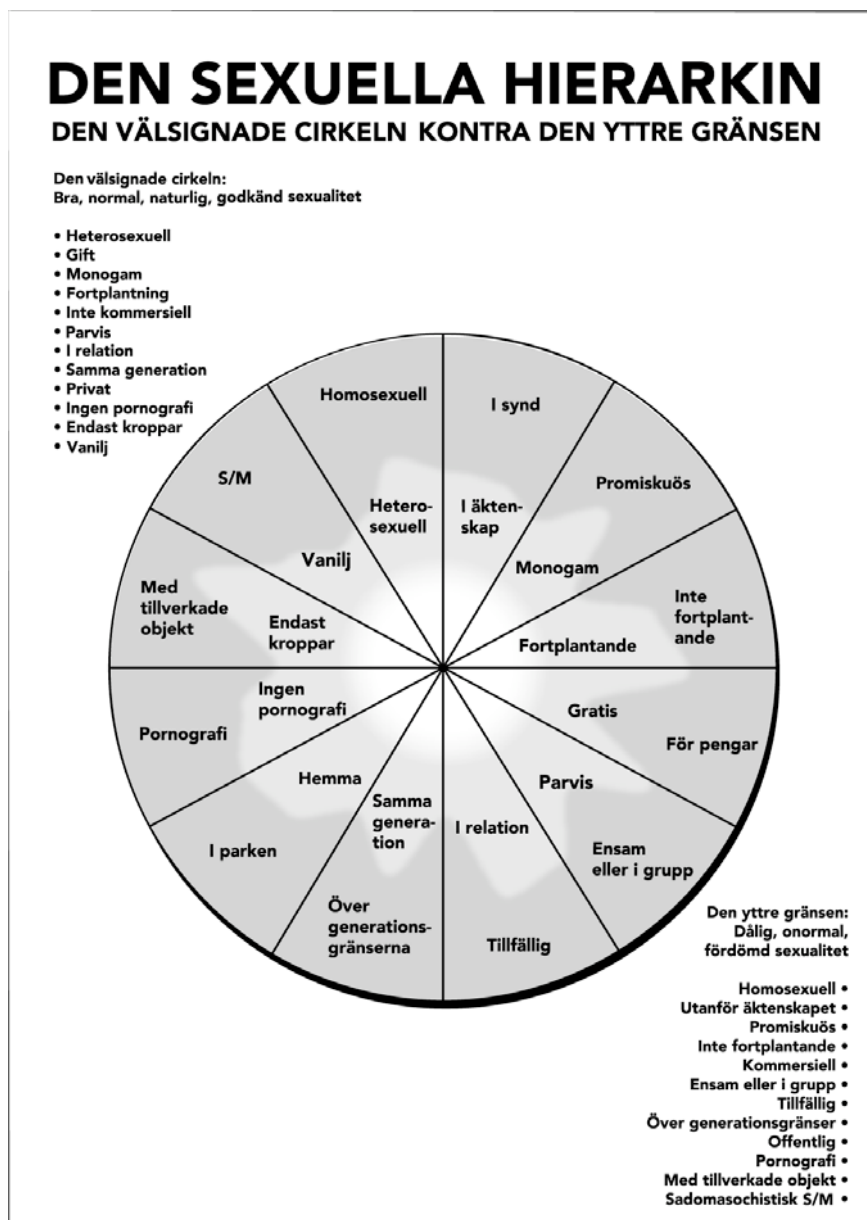 DEN SEXUELLA HIERARKIN
DEN VÄLSIGNADE CIRKELN KONTRA DEN YTTRE GRÄNSEN
Den välsignade cirkeln:
Bra, normal, naturlig, godkänd sexualitet
• Heterosexuell
• Gift
• Monogam
• Fortplantning
• Inte kommersiell
• Parvis
• I relation
• Samma generation
• Privat
• Ingen pornografi
• Endast kroppar
• Vanilj
Homosexuell
I synd
S/M
Promiskuös
Hetero-
sexuell
I äkten-
skap
Vanilj
Monogam
Med
tillverkade
objekt
Endast
kroppar
Fortplantande
Inte
fortplant-
ande
Pornografi
Ingen
pornografi
Gratis
För pengar
Hemma
Parvis
I parken
Samma
genera-
tion
I relation
Ensam
eller i grupp
Över
generations-
gränserna
Tillfällig
Den yttre gränsen:
Dålig, onormal,
fördömd sexualitet
Homosexuell •
Utanför äktenskapet •
Promiskuös •
Inte fortplantande •
Kommersiell •
Ensam eller i grupp •
Tillfällig •
Över generationsgränser •
Offentlig •
Pornografi •
Med tillverkade objekt •
Sadomasochistisk S/M •